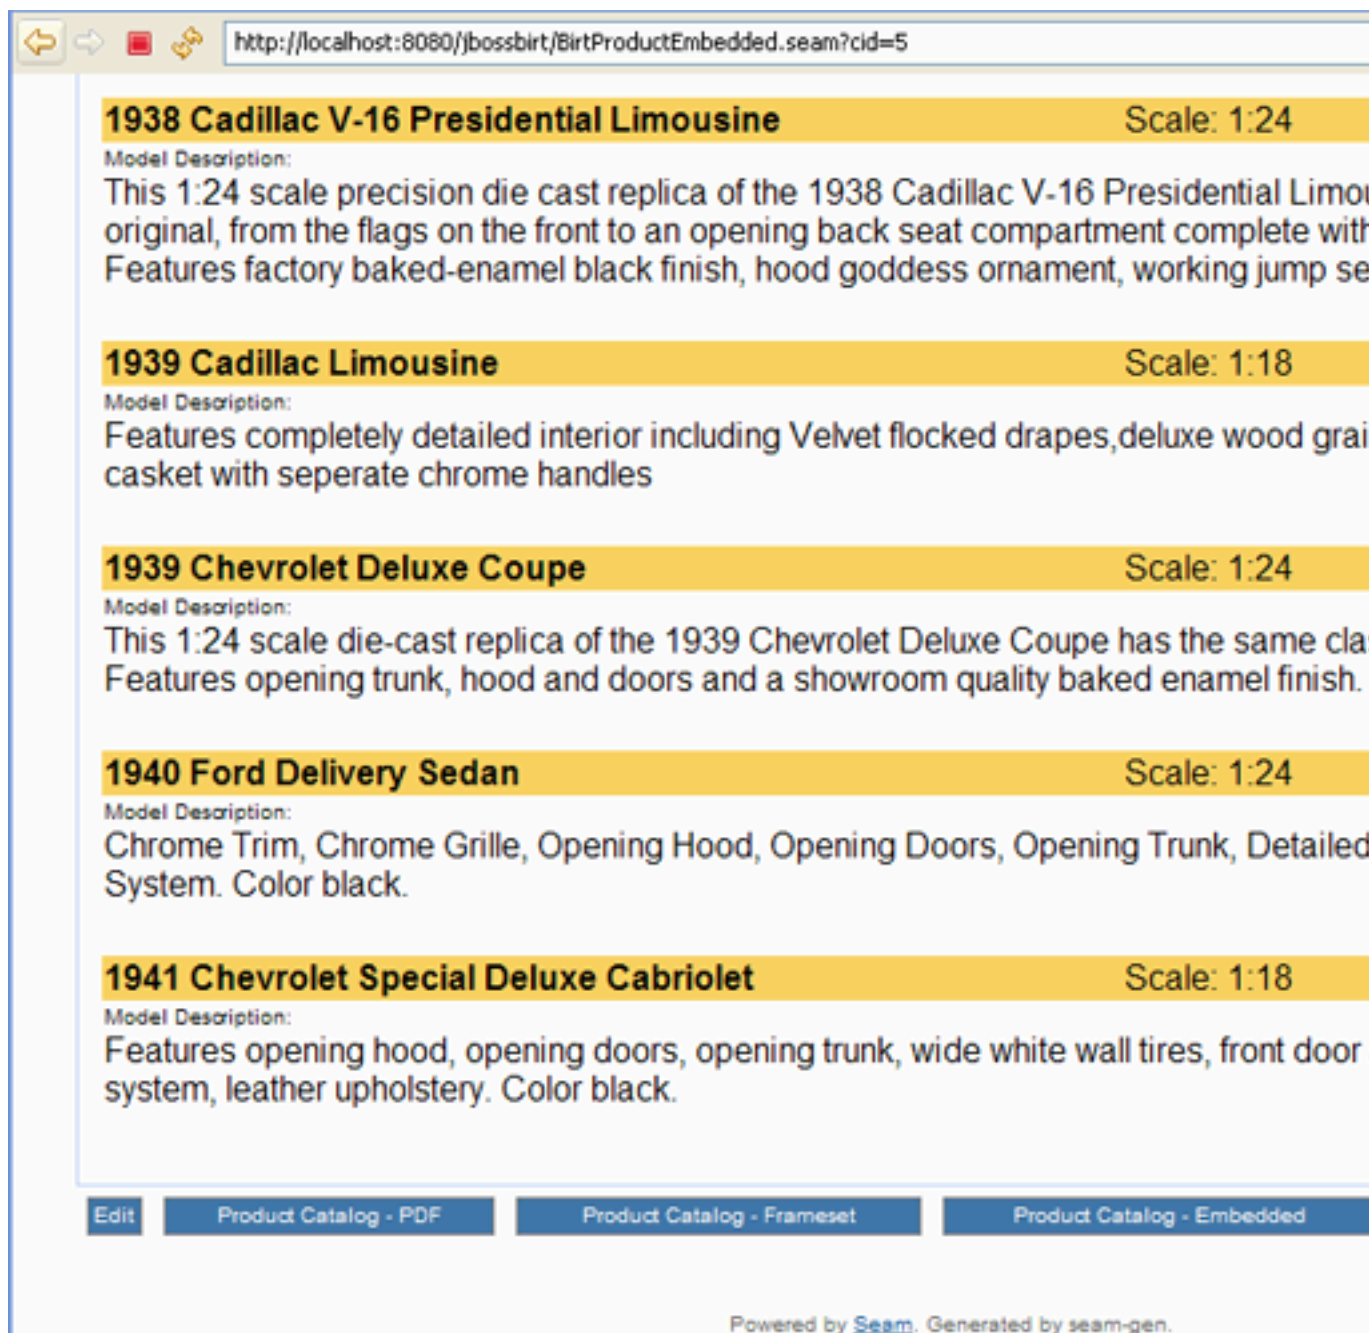 http://localhost:8080/jbossbirt/BirtProductEmbedded.seam?cid=5
1938 Cadillac V-16 Presidential Limousine Scale: 1:24
Model Description:
This 1:24 scale precision die cast replica of the 1938 Cadillac V-16 Presidential Limou
original, from the flags on the front to an opening back seat compartment complete with
Features factory baked-enamel black finish, hood goddess ornament, working jump se
1939 Cadillac Limousine Scale: 1:18
Model Description:
Features completely detailed interior including Velvet flocked drapes,deluxe wood grai
casket with seperate chrome handles
1939 Chevrolet Deluxe Coupe Scale: 1:24
Model Description:
This 1:24 scale die-cast replica of the 1939 Chevrolet Deluxe Coupe has the same clas
Features opening trunk, hood and doors and a showroom quality baked enamel finish.
1940 Ford Delivery Sedan Scale: 1:24
Model Description:
Chrome Trim, Chrome Grille, Opening Hood, Opening Doors, Opening Trunk, Detailed
System. Color black.
1941 Chevrolet Special Deluxe Cabriolet Scale: 1:18
Model Description:
Features opening hood, opening doors, opening trunk, wide white wall tires, front door
system, leather upholstery. Color black.
Edit Product Catalog - PDF Product Catalog - Frameset Product Catalog - Embedded
Powered by Seam. Generated by seam-gen.